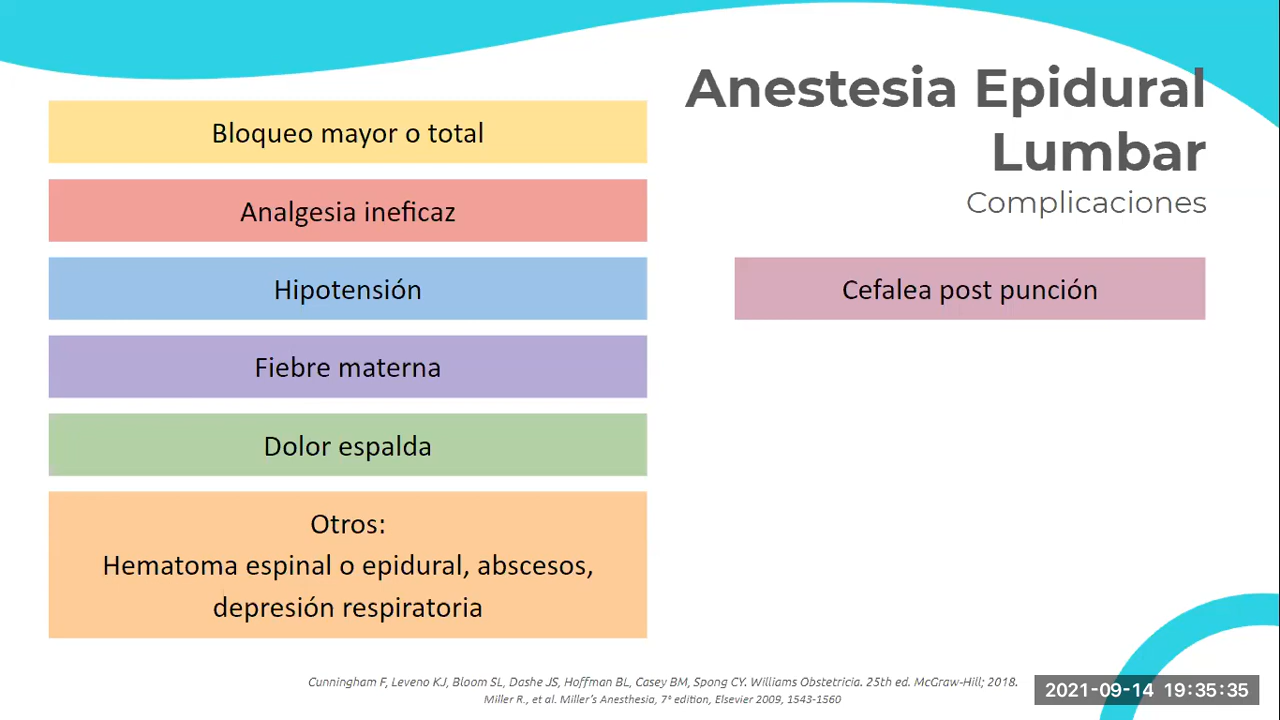 Anestesia Epidural
Lumbar
Complicaciones
Bloqueo mayor o total
Analgesia ineficaz
Hipotensión
Fiebre materna
Dolor espalda
Otros:
Hematoma espinal o epidural, abscesos,
depresión respiratoria
Cefalea post punción
Cunningham F, Leveno KJ, Bloom SL, Dashe JS, Hoffman BL, Casey BM, Spong CY. Williams Obstetricia. 25th ed. McGraw-Hill; 2018.
Miller R., et al. Miller’s Anesthesia, 7ª edition, Elsevier 2009, 1543-1560
2021-09-14 19:35:35